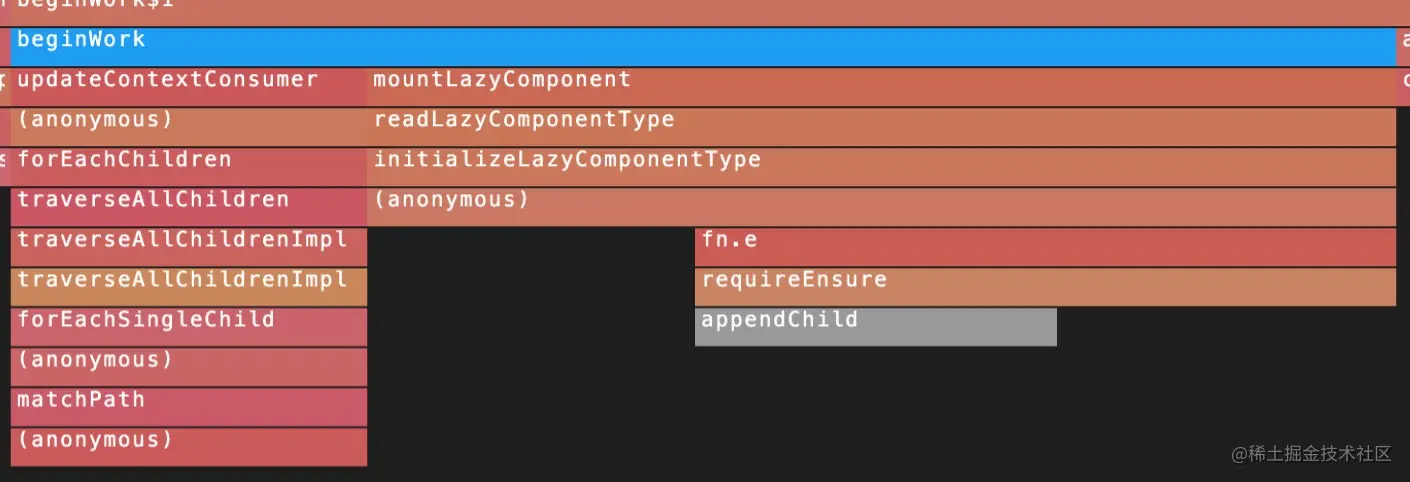 beginWork$1
beginWork
updateContextConsumer mountLazyComponent
(anonymous) readLazyComponentType
forEachChildren initializeLazyComponentType
traverseAllChildren (anonymous)
traverseAllChildrenImpl fn.e
traverseAllChildrenImpl requireEnsure
forEachSingleChild appendChild
(anonymous)
matchPath
(anonymous)
@稀土掘金技术社区